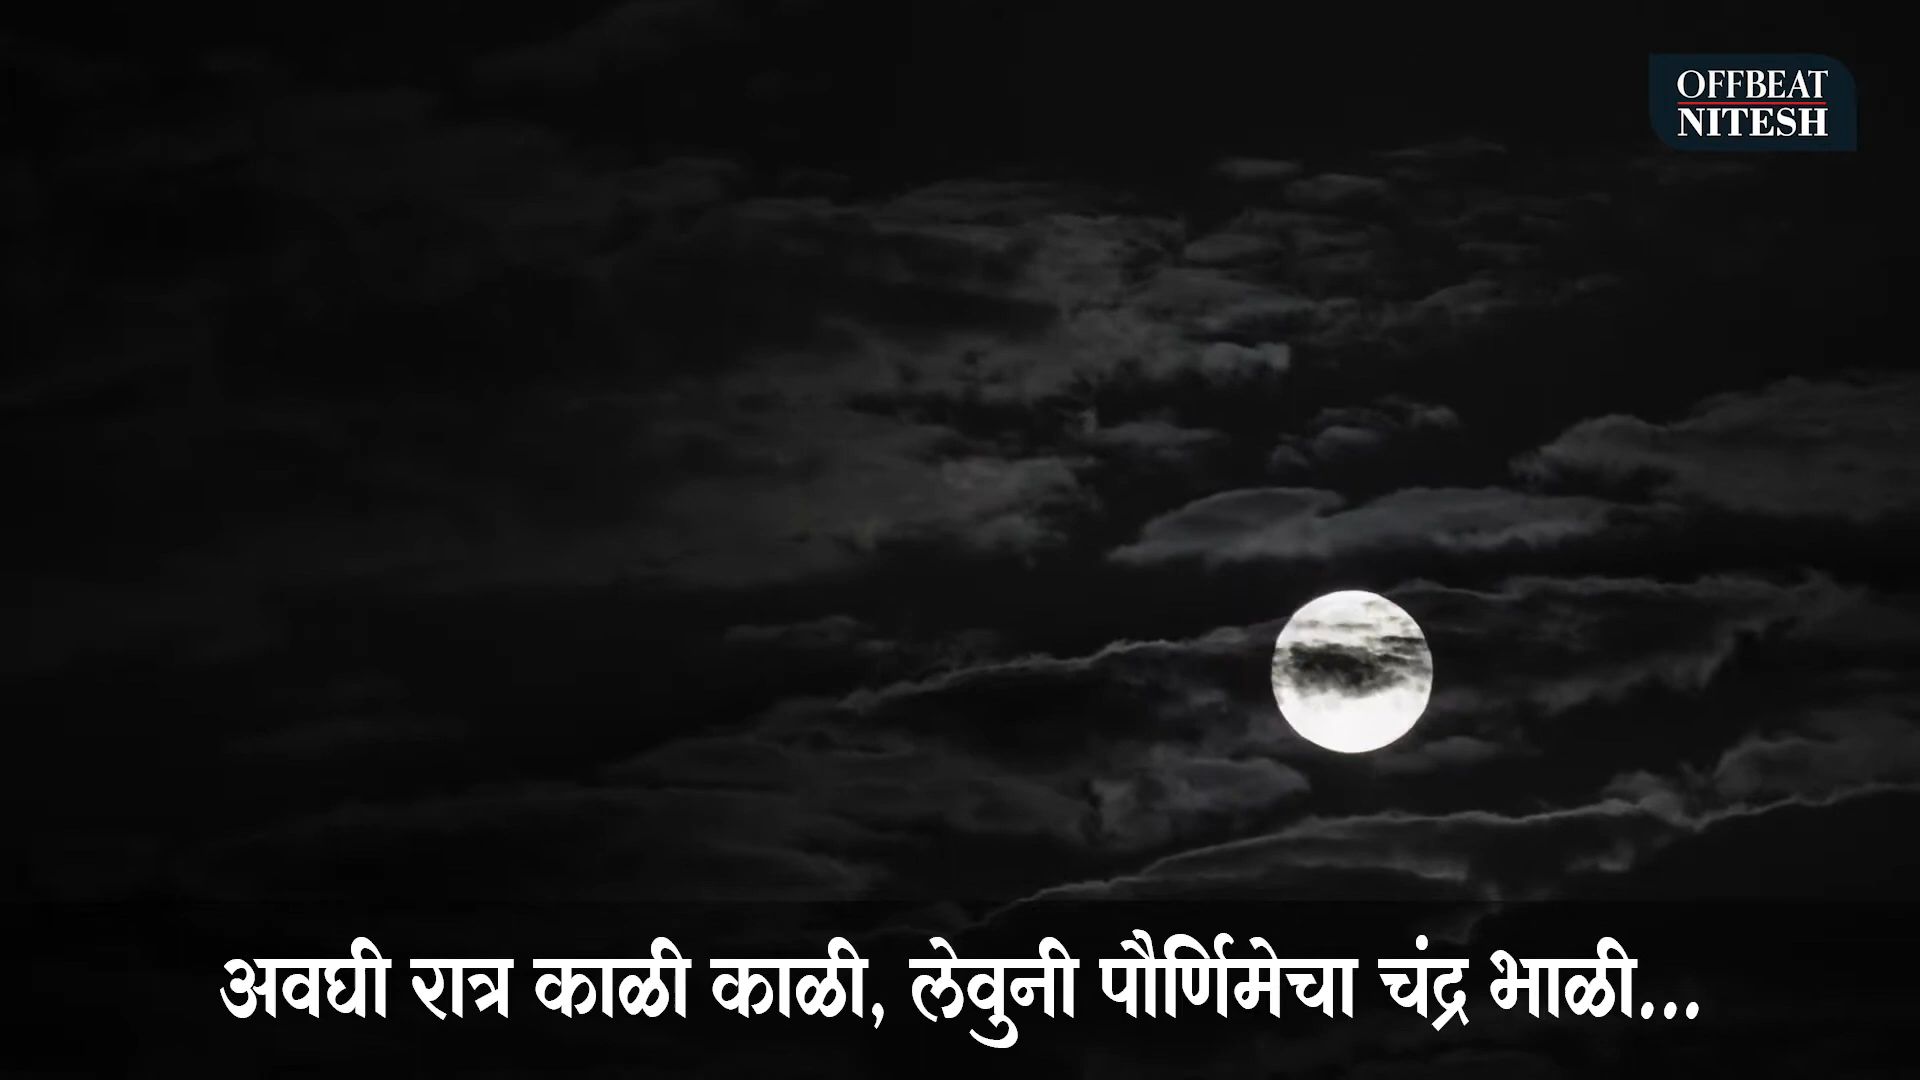 OFFBEAT
NITESH
अवघी रात्र काळी काळी, लेवुनी पौर्णिमेचा चंद्र भाळी...